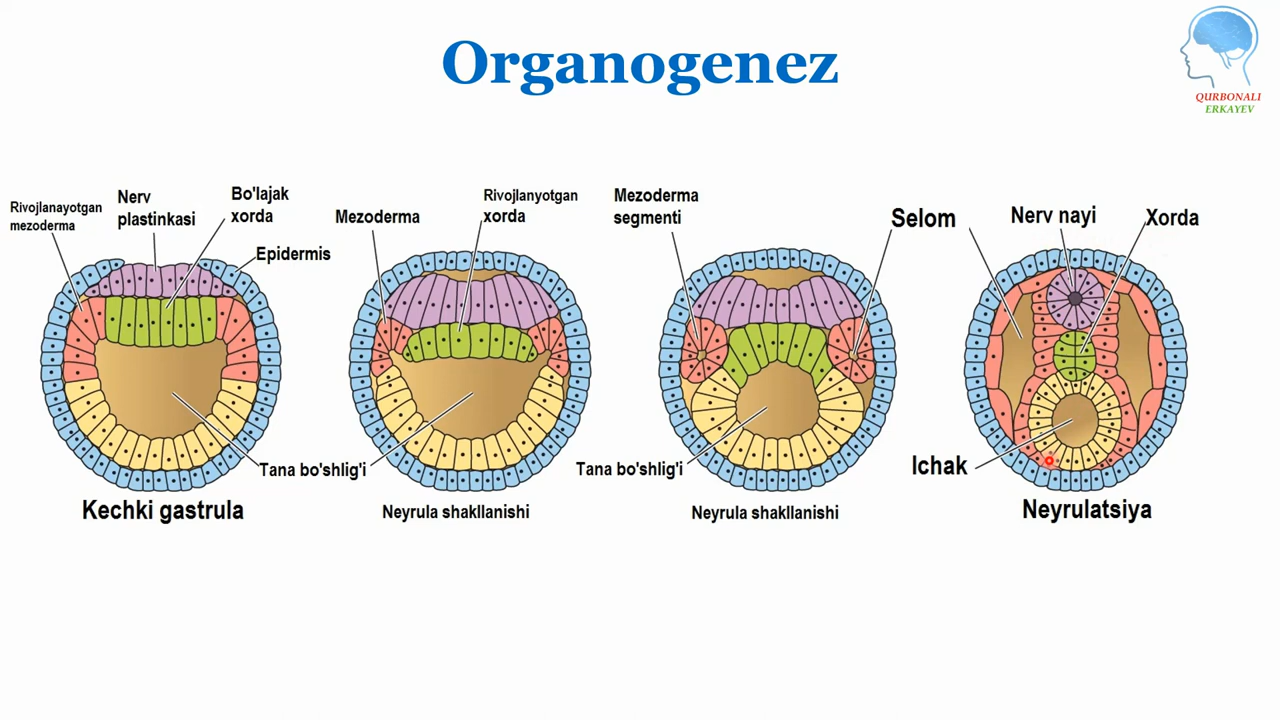 Organogenez
QURBONALI
ERKAYEV
Rivojlanayotgan
mezoderma
Nerv
plastinkasi
Bo'lajak
xorda
Epidermis
Mezoderma
Rivojlanyotgan
xorda
Mezoderma
segmenti
Selom
Nerv nayi
Xorda
Tana bo'shlig'i
Tana bo'shlig'i
Ichak
Kechki gastrula
Neyrula shakllanishi
Neyrula shakllanishi
Neyrulatsiya